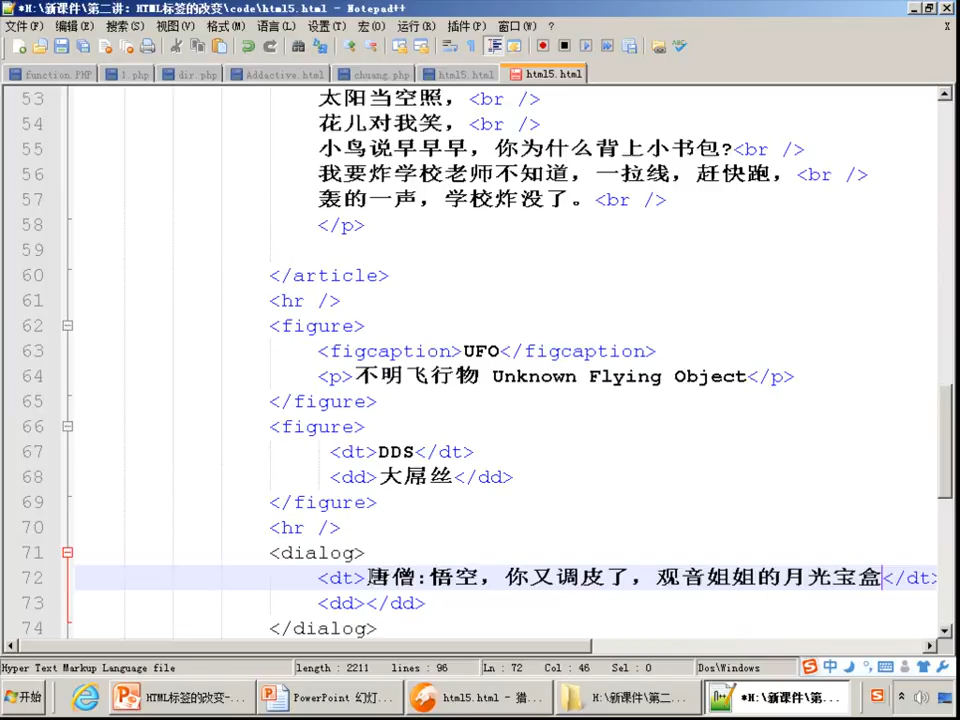 *H:\新课件\第二讲：HTML标签的改变\code\html5.html - Notepad++
文件(F) 编辑(E) 搜索(S) 视图(V) 格式(M) 语言(L) 设置(T) 宏(O) 运行(R) 插件(P) 窗口(W) ? X
function.PHP 1.php dir.php Addactive.html chuang.php html5.html html5.html
53 太阳当空照，<br />
54 花儿对我笑，<br />
55 小鸟说早早早，你为什么背上小书包?<br />
56 我要炸学校老师不知道，一拉线，赶快跑，<br />
57 轰的一声，学校炸没了。<br />
58 </p>
59
60 </article>
61 <hr />
62 <figure>
63 <figcaption>UFO</figcaption>
64 <p>不明飞行物 Unknown Flying Object</p>
65 </figure>
66 <figure>
67 <dt>DDS</dt>
68 <dd>大屌丝</dd>
69 </figure>
70 <hr />
71 <dialog>
72 <dt>唐僧:悟空，你又调皮了，观音姐姐的月光宝盒</dt>
73 <dd></dd>
74 </dialog>
Hyper Text Markup Language file length : 2211 lines : 96 Ln : 72 Col : 46 Sel : 0 Dos\Windows 中
开始 HTML标签的改变-... PowerPoint 幻灯... html5.html - 猎... H:\新课件\第二... *H:\新课件\第...